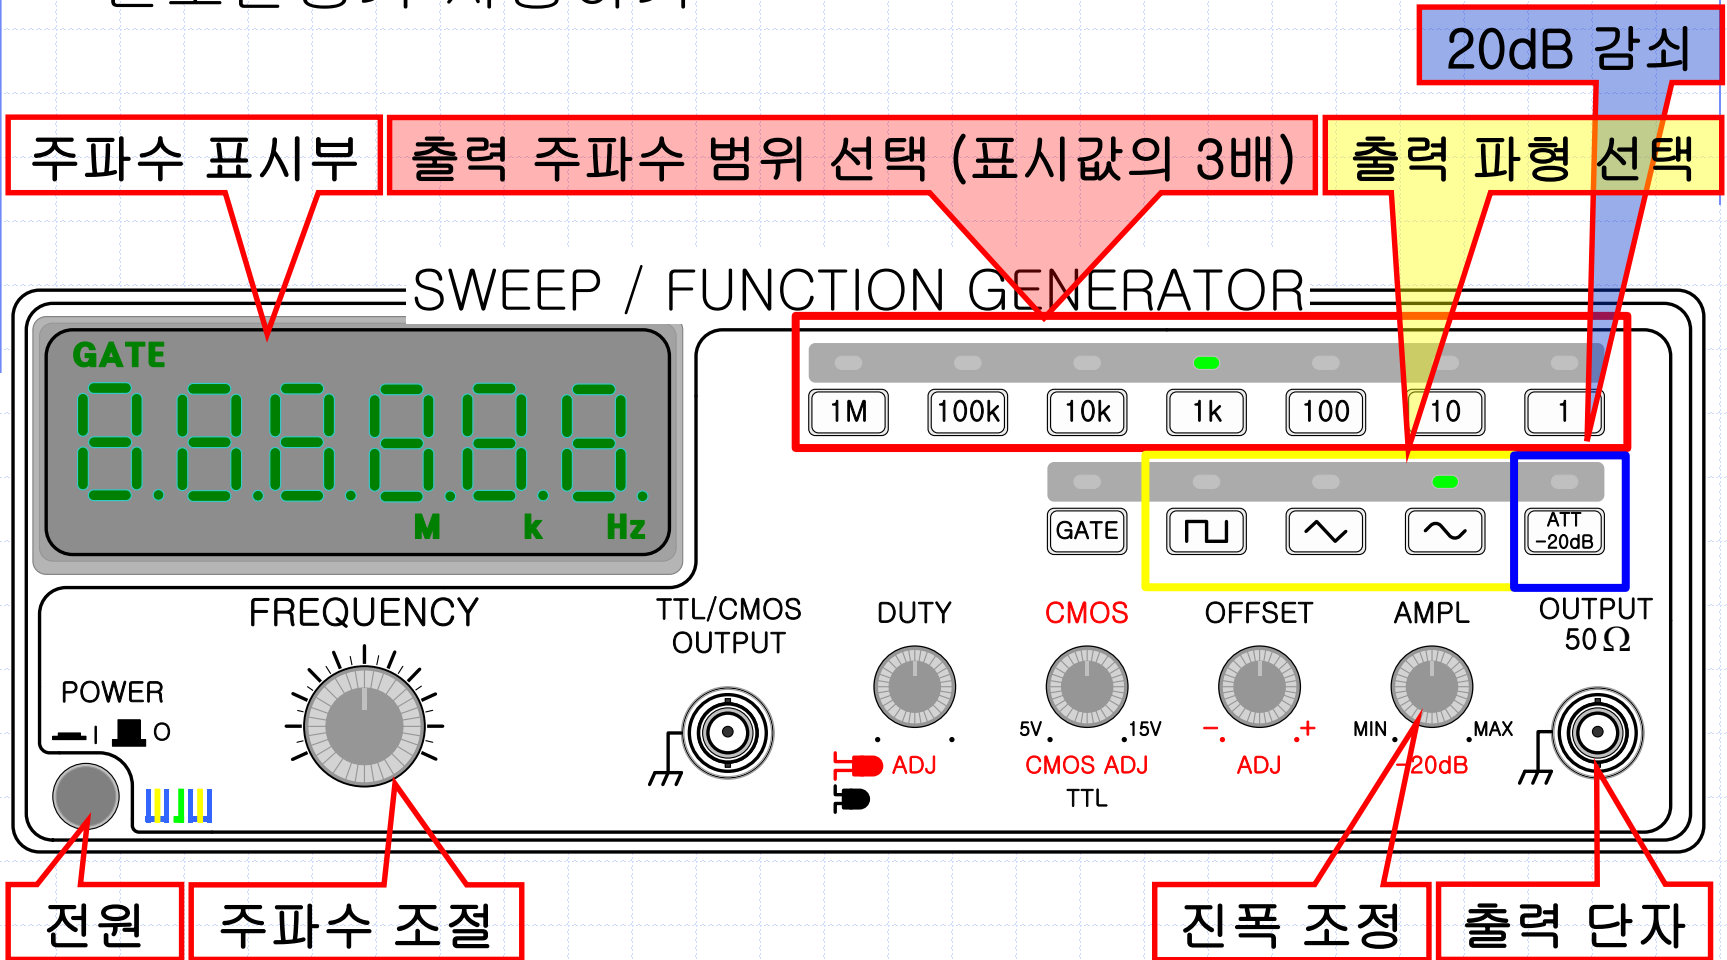 20dB 감쇠
주파수 표시부
출력 주파수 범위 선택 (표시값의 3배)
출력 파형 선택
SWEEP / FUNCTION GENERATOR
GATE
8.8.8.8.8.8.
M k Hz
1M 100k 10k 1k 100 10 1
GATE
ATT
-20dB
FREQUENCY
TTL/CMOS
OUTPUT
DUTY
CMOS
OFFSET
AMPL
OUTPUT
50Ω
POWER
I O
ADJ
5V 15V
CMOS ADJ
TTL
- +
ADJ
MIN MAX
-20dB
전원
주파수 조절
진폭 조정
출력 단자